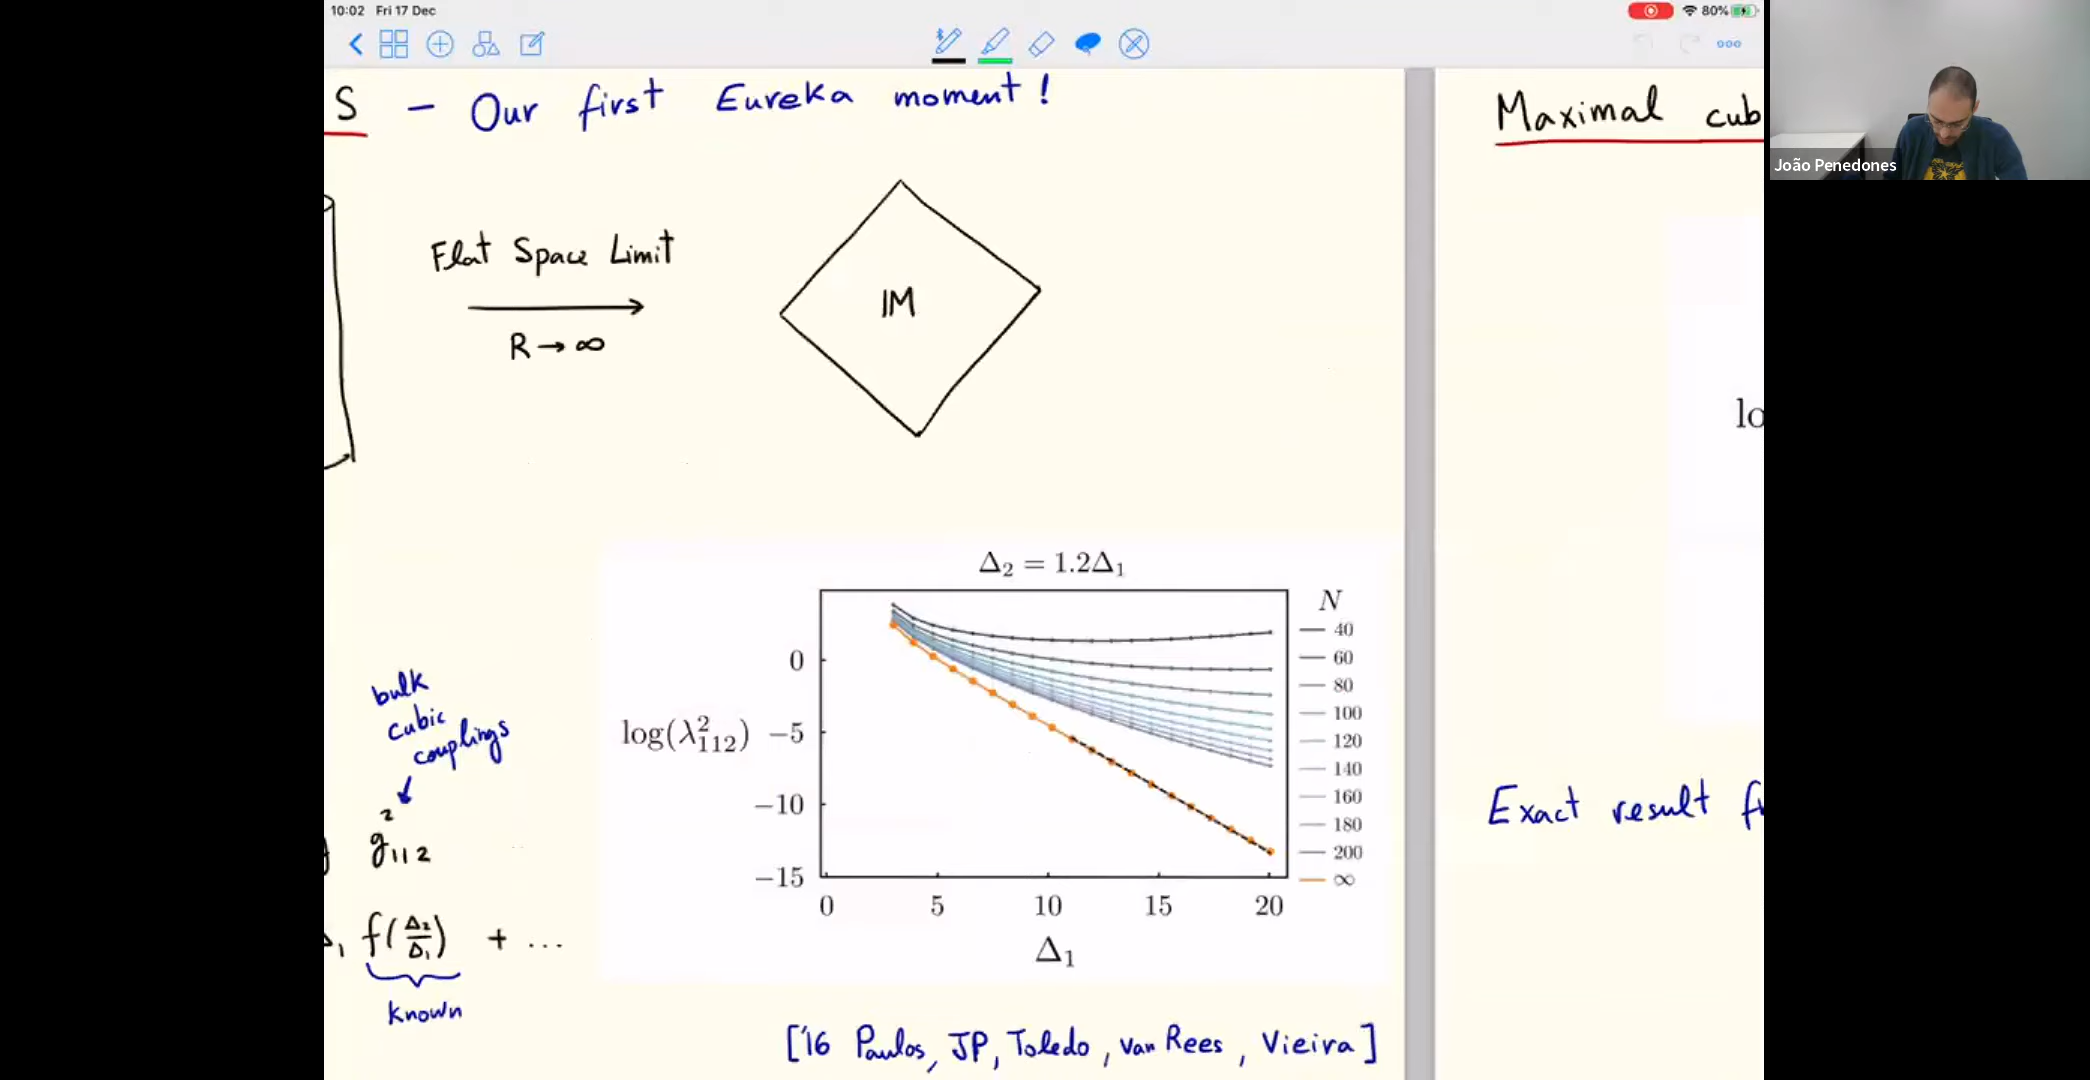 10:02 Fri 17 Dec
80%
S - Our first Eureka moment!
Flat Space Limit
R → ∞
IM
bulk
cubic
couplings
g²₁₁₂
f(Δ₂/Δ₁) + ...
known
Δ₂ = 1.2Δ₁
log(λ²₁₁₂)
0
−5
−10
−15
0 5 10 15 20
Δ₁
N
40
60
80
100
120
140
160
180
200
∞
['16 Paulos, JP, Toledo, van Rees, Vieira]
Maximal cub
lo
Exact result
João Penedones